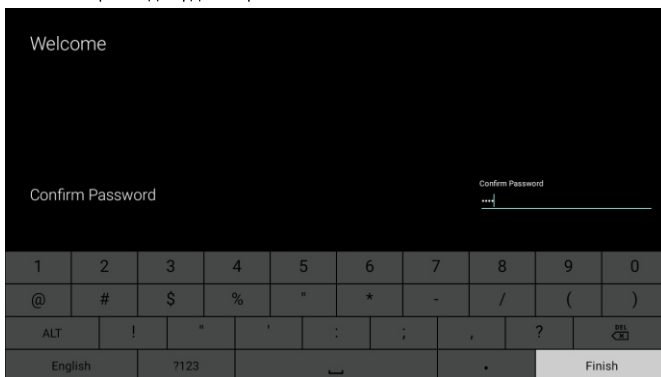 Welcome
Confirm Password
Confirm Password
••••
1 2 3 4 5 6 7 8 9 0
@ # $ % " * - / ( )
ALT ! " ' : ; , ? DEL
English ?123 . Finish